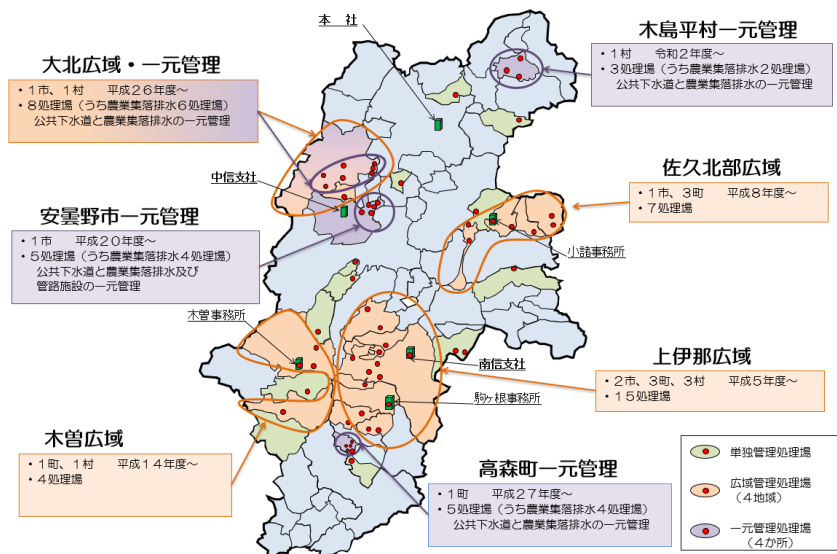 本 社
木島平村一元管理
・1村 令和2年度～
・3処理場（うち農業集落排水2処理場）
公共下水道と農業集落排水の一元管理
大北広域・一元管理
・1市、1村 平成26年度～
・8処理場（うち農業集落排水6処理場）
公共下水道と農業集落排水の一元管理
中信支社
安曇野市一元管理
・1市 平成20年度～
・5処理場（うち農業集落排水4処理場）
公共下水道と農業集落排水及び
管路施設の一元管理
佐久北部広域
・1市、3町 平成8年度～
・7処理場
小諸事務所
木曽事務所
南信支社
駒ヶ根事務所
上伊那広域
・2市、3町、3村 平成5年度～
・15処理場
木曽広域
・1町、1村 平成14年度～
・4処理場
高森町一元管理
・1町 平成27年度～
・5処理場（うち農業集落排水4処理場）
公共下水道と農業集落排水の一元管理
単独管理処理場
広域管理処理場
（4地域）
一元管理処理場
（4か所）